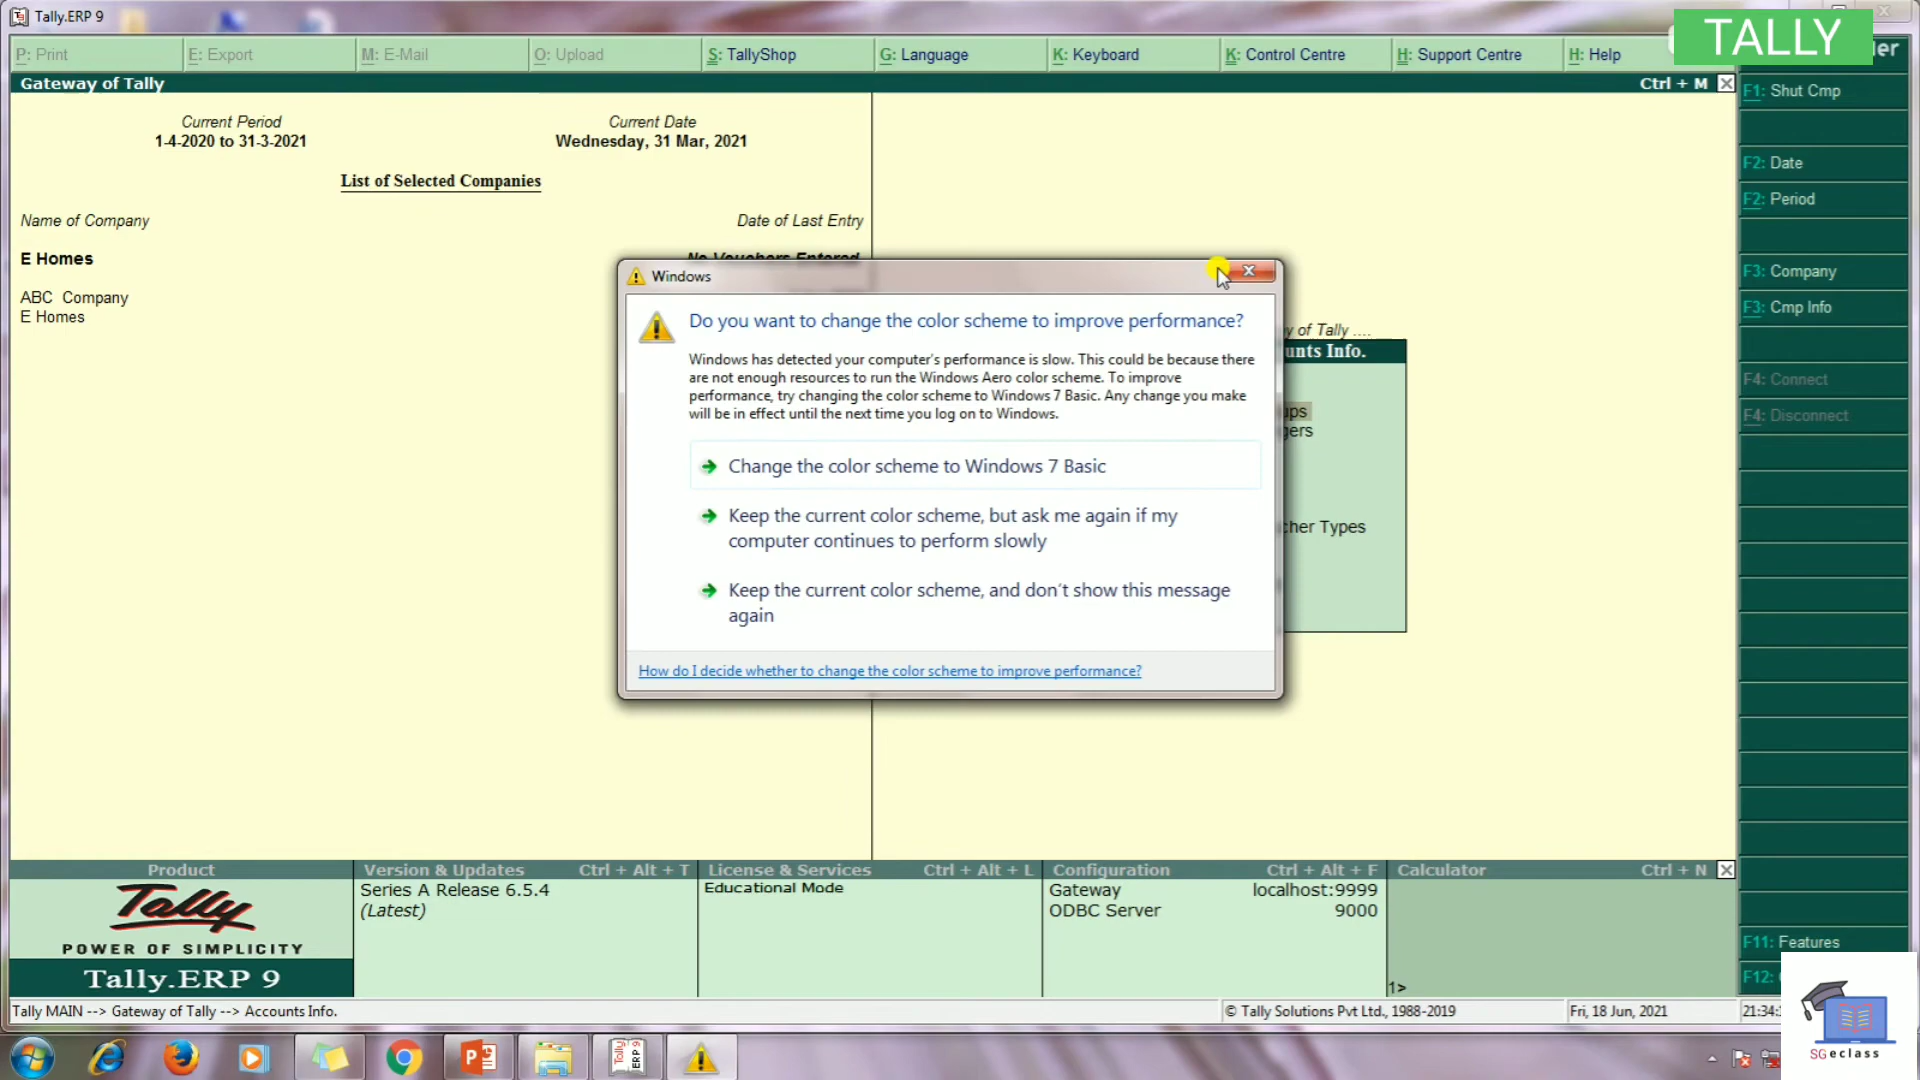 Tally.ERP 9
TALLY
P: Print
E: Export
M: E-Mail
O: Upload
S: TallyShop
G: Language
K: Keyboard
K: Control Centre
H: Support Centre
H: Help
Gateway of Tally
Ctrl + M
Current Period
1-4-2020 to 31-3-2021
Current Date
Wednesday, 31 Mar, 2021
List of Selected Companies
Name of Company
Date of Last Entry
E Homes
No Vouchers Entered
ABC Company
E Homes
of Tally ....
Info.
Types
Windows
Do you want to change the color scheme to improve performance?
Windows has detected your computer's performance is slow. This could be because there
are not enough resources to run the Windows Aero color scheme. To improve
performance, try changing the color scheme to Windows 7 Basic. Any change you make
will be in effect until the next time you log on to Windows.
Change the color scheme to Windows 7 Basic
Keep the current color scheme, but ask me again if my
computer continues to perform slowly
Keep the current color scheme, and don't show this message
again
How do I decide whether to change the color scheme to improve performance?
F1: Shut Cmp
F2: Date
F2: Period
F3: Company
F3: Cmp Info
F4: Connect
F4: Disconnect
F11: Features
F12:
Product
Tally
POWER OF SIMPLICITY
Tally.ERP 9
Version & Updates Ctrl + Alt + T
Series A Release 6.5.4
(Latest)
License & Services Ctrl + Alt + L
Educational Mode
Configuration Ctrl + Alt + F
Gateway localhost:9999
ODBC Server 9000
Calculator Ctrl + N
1>
Tally MAIN --> Gateway of Tally --> Accounts Info.
© Tally Solutions Pvt Ltd., 1988-2019
Fri, 18 Jun, 2021
21:34:
Tally
ERP 9
SGeclass